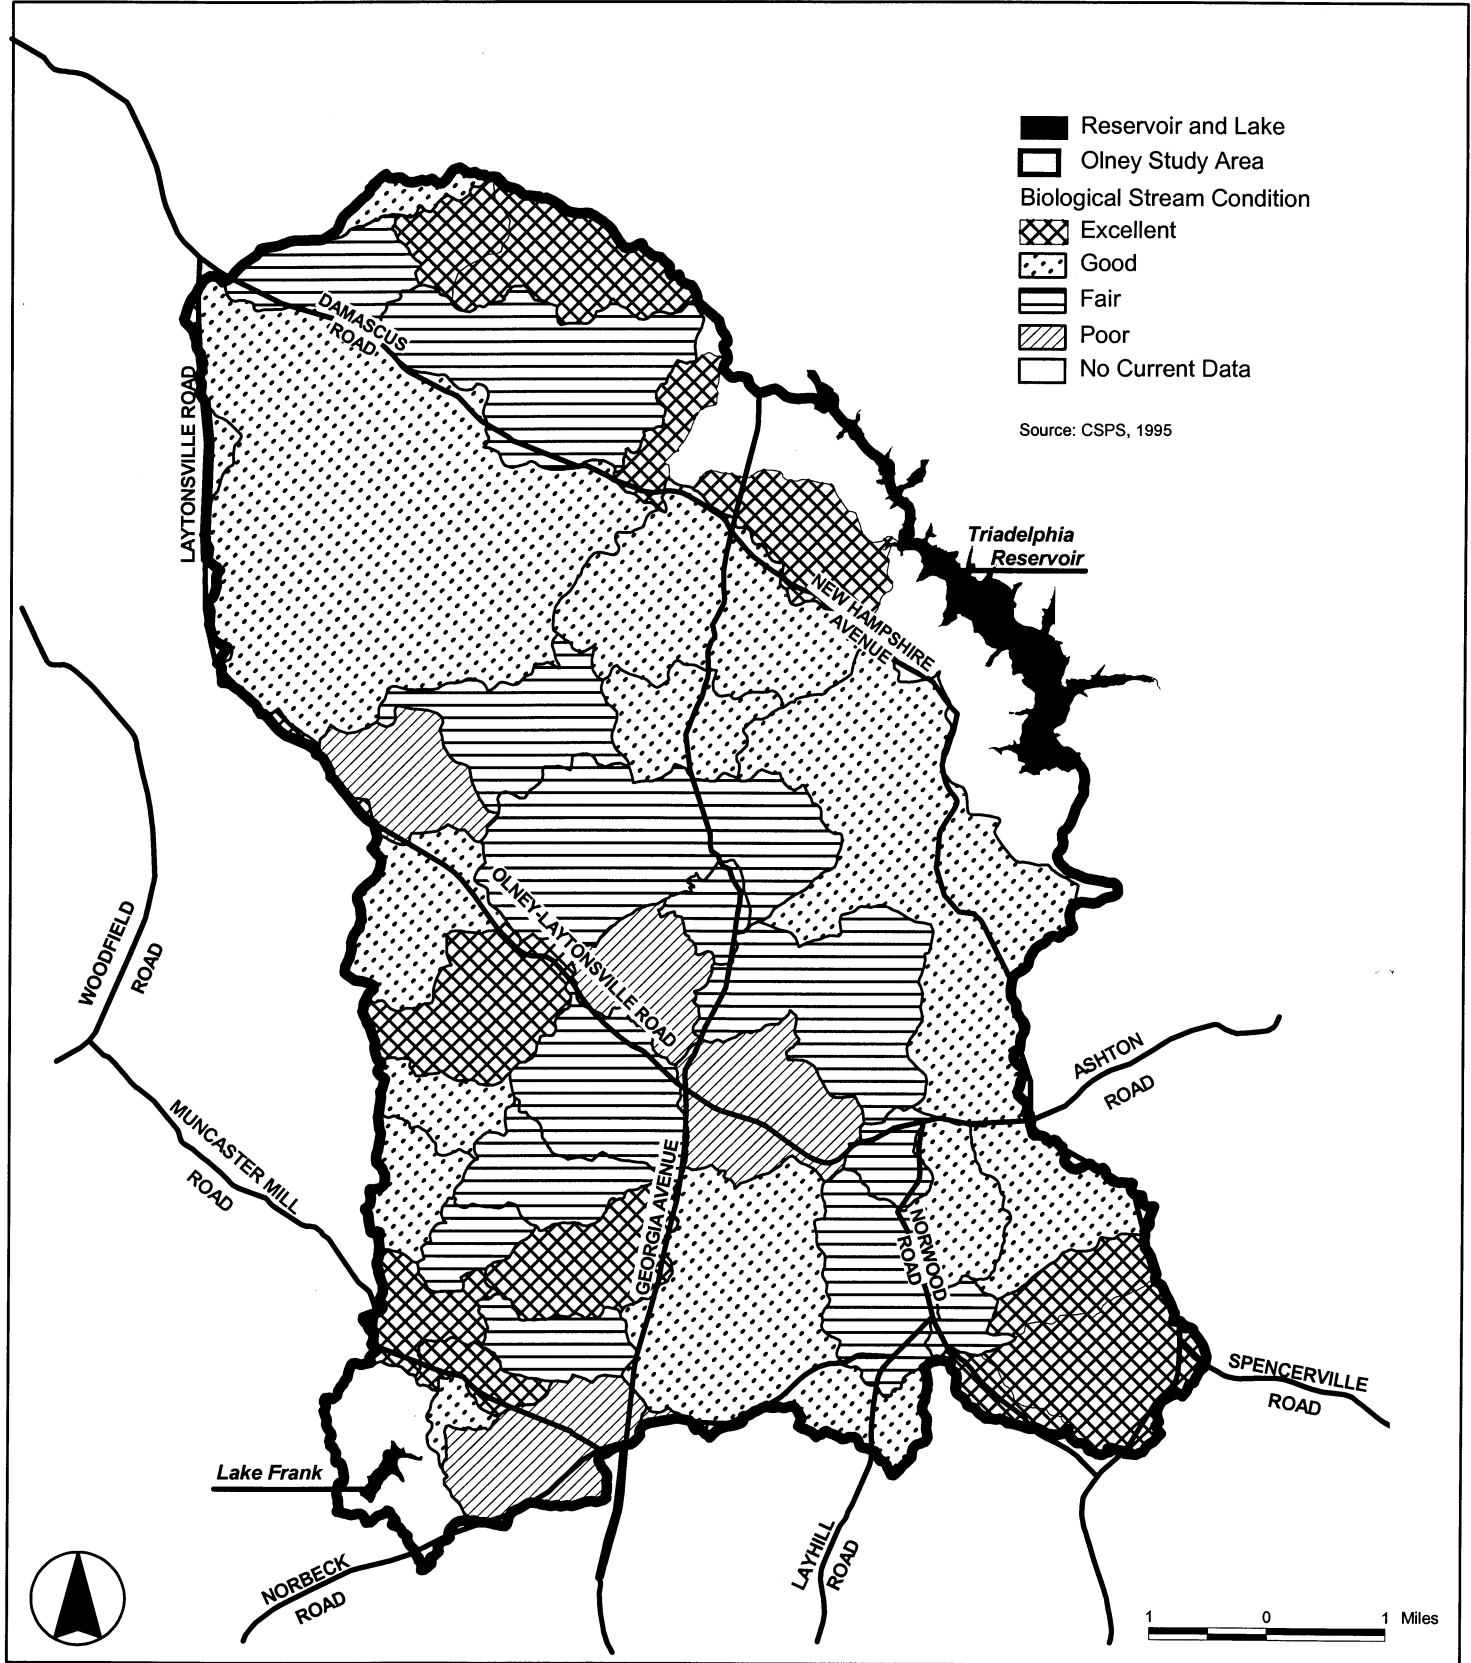 Reservoir and Lake
Olney Study Area
Biological Stream Condition
Excellent
Good
Fair
Poor
No Current Data
Source: CSPS, 1995
DAMASCUS
ROAD
LAYTONSVILLE ROAD
Triadelphia
Reservoir
NEW HAMPSHIRE
AVENUE
OLNEY-LAYTONSVILLE ROAD
WOODFIELD
ROAD
ASHTON
ROAD
MUNCASTER MILL
ROAD
GEORGIA AVENUE
NORWOOD
ROAD
SPENCERVILLE
ROAD
Lake Frank
LAYHILL
ROAD
NORBECK
ROAD
1 0 1 Miles